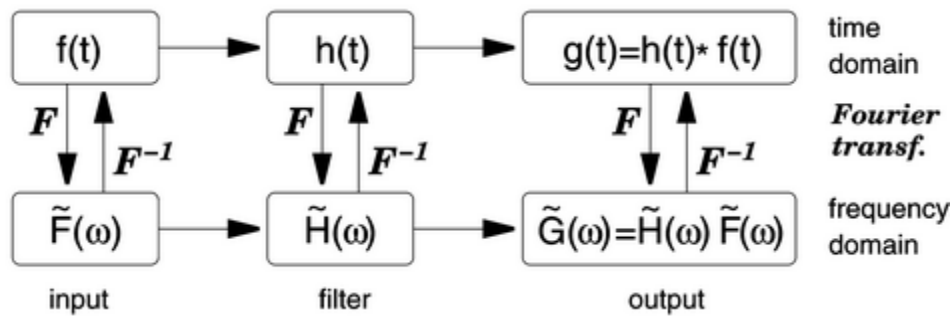 f(t) h(t) g(t)=h(t)* f(t) time
domain
F F⁻¹ F F⁻¹ F F⁻¹ Fourier
transf.
F̃(ω) H̃(ω) G̃(ω)=H̃(ω) F̃(ω) frequency
domain
input filter output